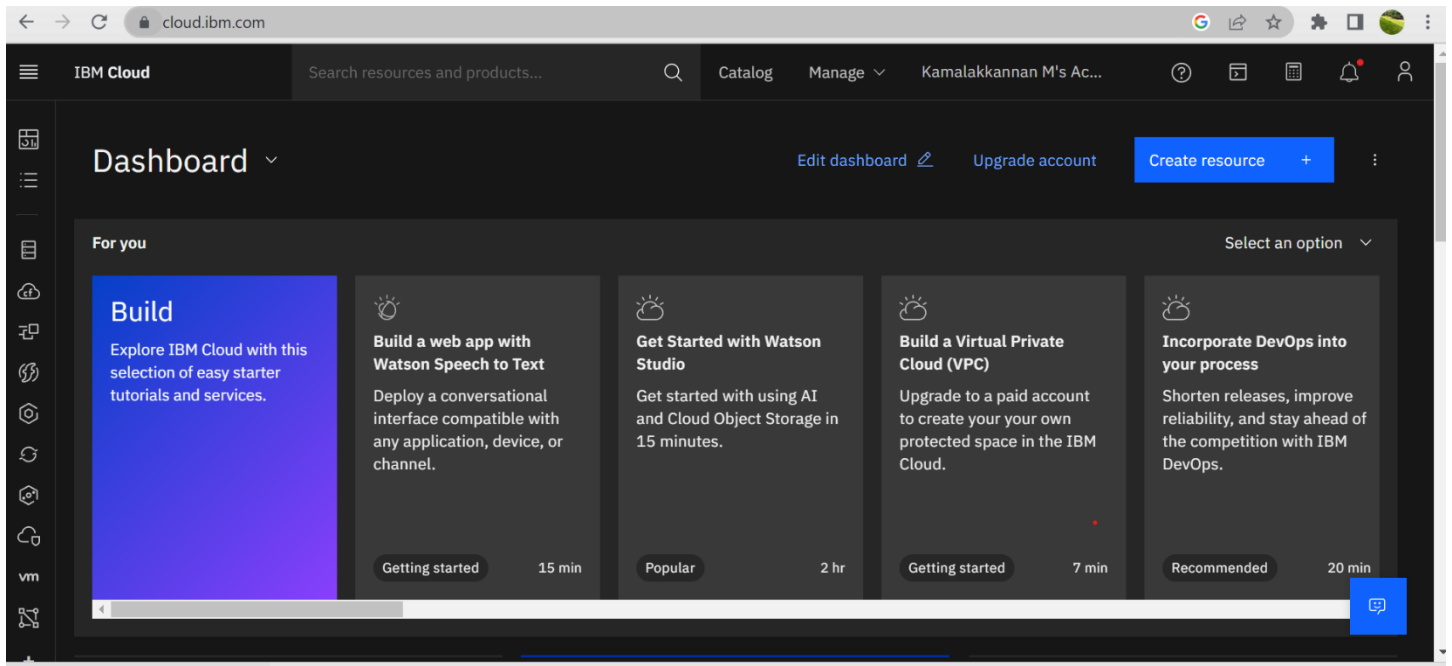 cloud.ibm.com
IBM Cloud
Search resources and products...
Catalog
Manage
Kamalakkannan M's Ac...
Dashboard
Edit dashboard
Upgrade account
Create resource +
For you
Select an option
Build
Explore IBM Cloud with this
selection of easy starter
tutorials and services.
Build a web app with
Watson Speech to Text
Deploy a conversational
interface compatible with
any application, device, or
channel.
Getting started
15 min
Get Started with Watson
Studio
Get started with using AI
and Cloud Object Storage in
15 minutes.
Popular
2 hr
Build a Virtual Private
Cloud (VPC)
Upgrade to a paid account
to create your your own
protected space in the IBM
Cloud.
Getting started
7 min
Incorporate DevOps into
your process
Shorten releases, improve
reliability, and stay ahead of
the competition with IBM
DevOps.
Recommended
20 min
cf
vm